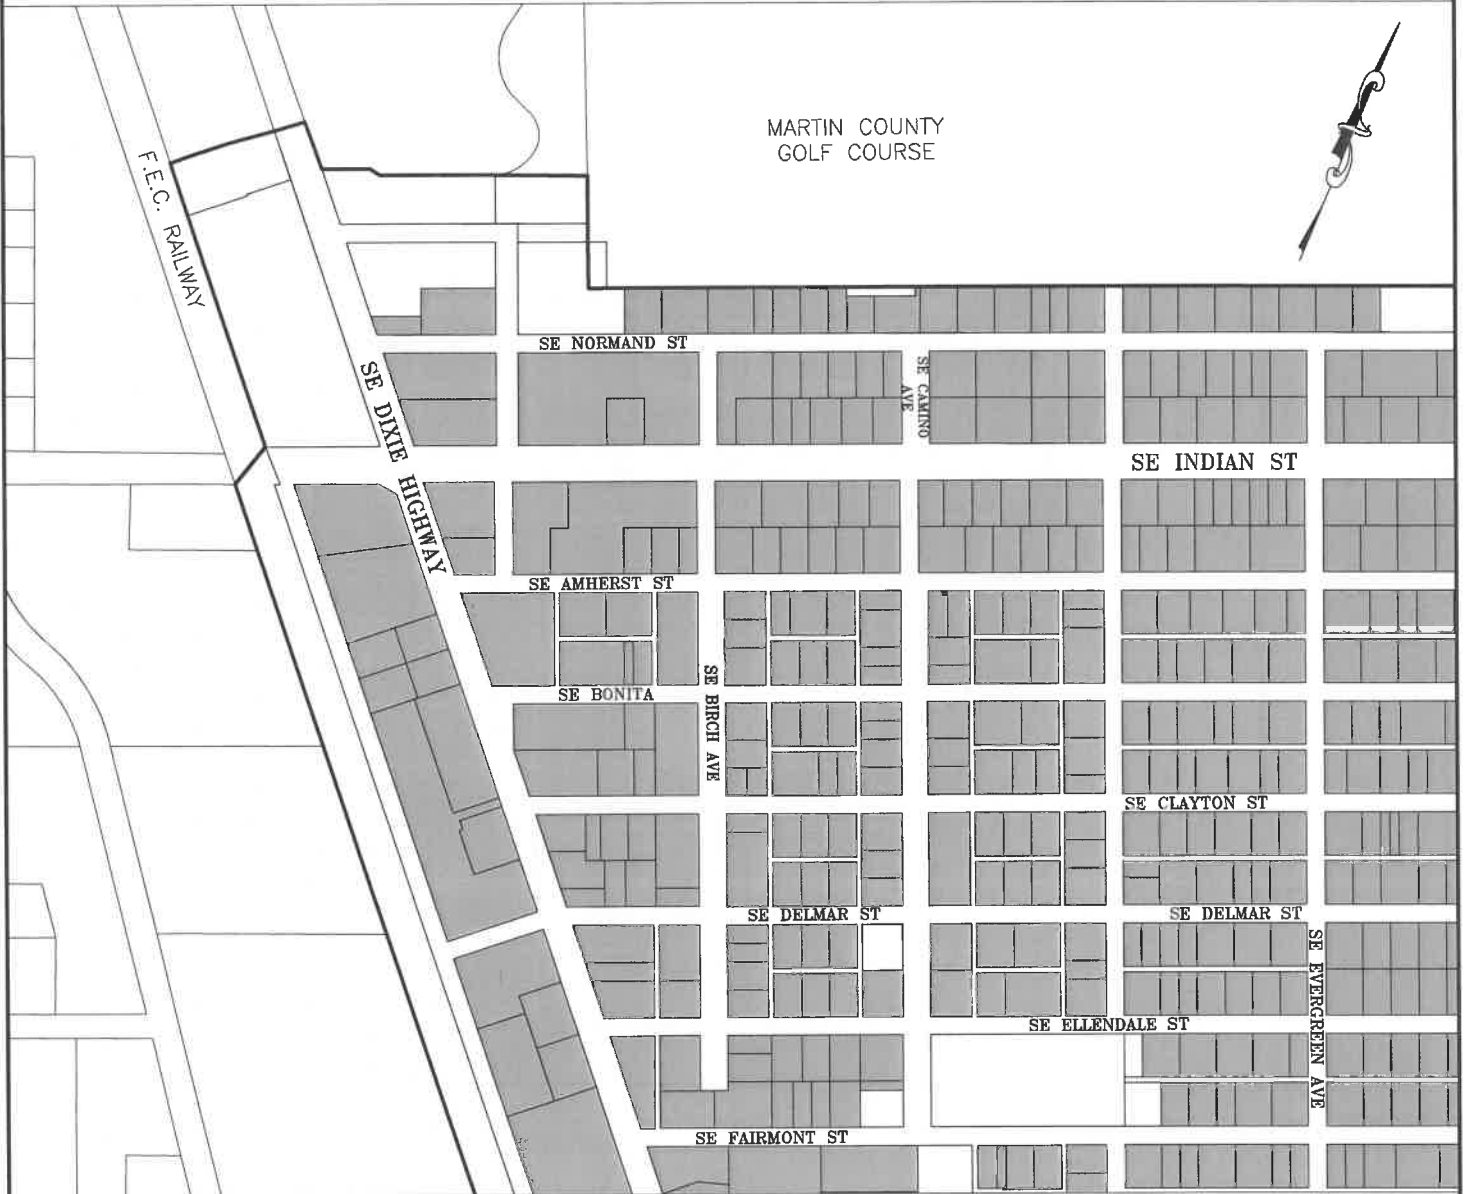 MARTIN COUNTY
GOLF COURSE
F.E.C. RAILWAY
SE NORMAND ST
SE DIXIE HIGHWAY
SE CAMINO
AVE
SE INDIAN ST
SE AMHERST ST
SE BONITA
SE BIRCH AVE
SE CLAYTON ST
SE DELMAR ST
SE DELMAR ST
SE EVERGREEN AVE
SE ELLENDALE ST
SE FAIRMONT ST